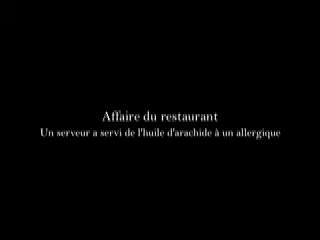 Affaire du restaurant
Un serveur a servi de l'huile d'arachide à un allergique